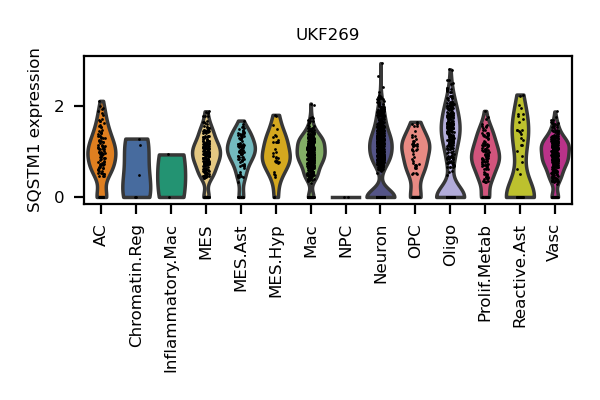 UKF269
SQSTM1 expression
2
0
AC
Chromatin.Reg
Inflammatory.Mac
MES
MES.Ast
MES.Hyp
Mac
NPC
Neuron
OPC
Oligo
Prolif.Metab
Reactive.Ast
Vasc